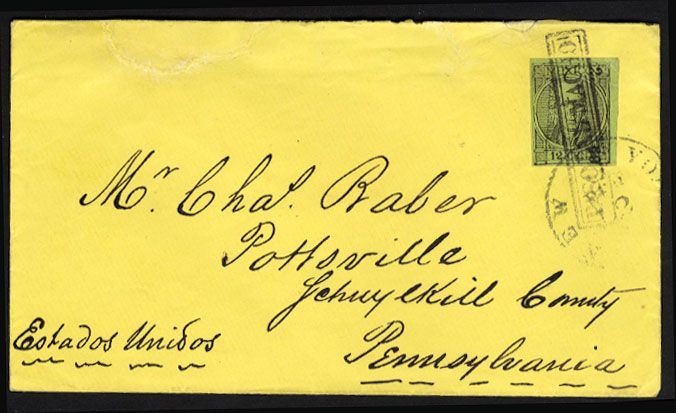 Mr. Chas. Raber
Pottsville
Schuylkill County
Pennsylvania
Estados Unidos